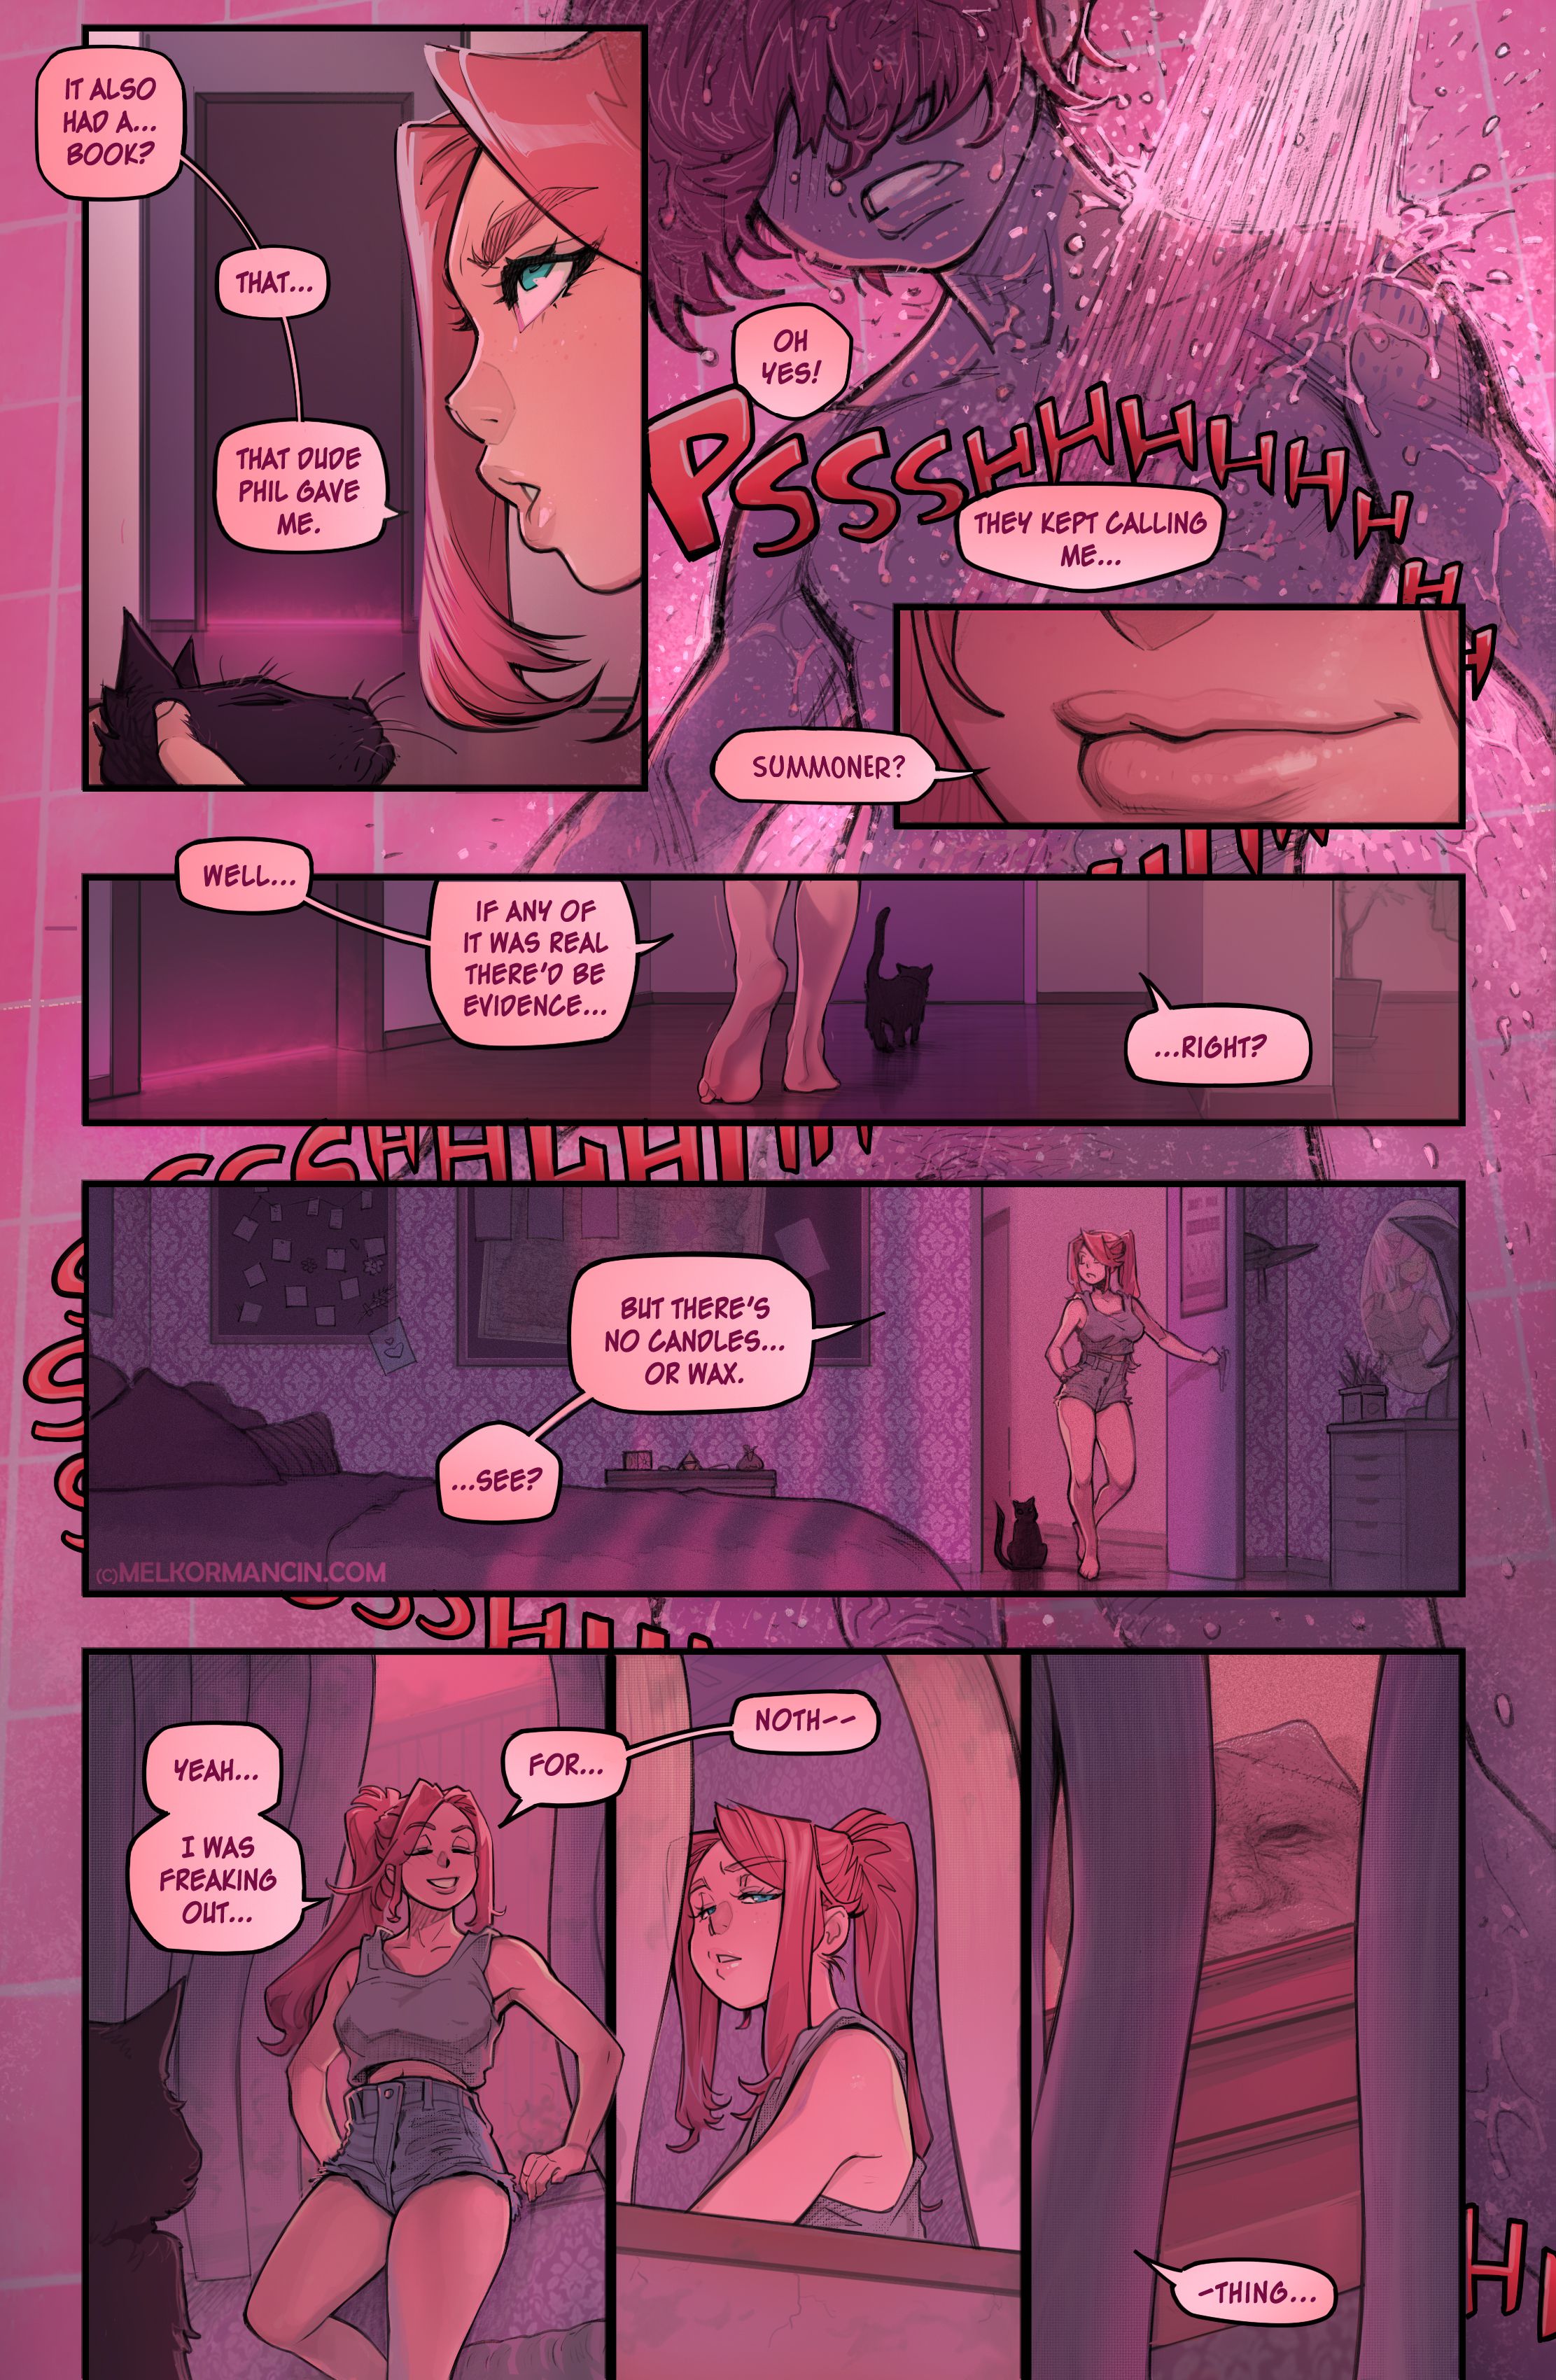 IT ALSO
HAD A...
BOOK?
THAT...
THAT DUDE
PHIL GAVE
ME.
OH
YES!
PSSSHHHHHHHH
THEY KEPT CALLING
ME...
SUMMONER?
WELL...
IF ANY OF
IT WAS REAL
THERE'D BE
EVIDENCE...
...RIGHT?
BUT THERE'S
NO CANDLES...
OR WAX.
...SEE?
(C)MELKORMANCIN.COM
YEAH...
I WAS
FREAKING
OUT...
FOR...
NOTH--
-THING...